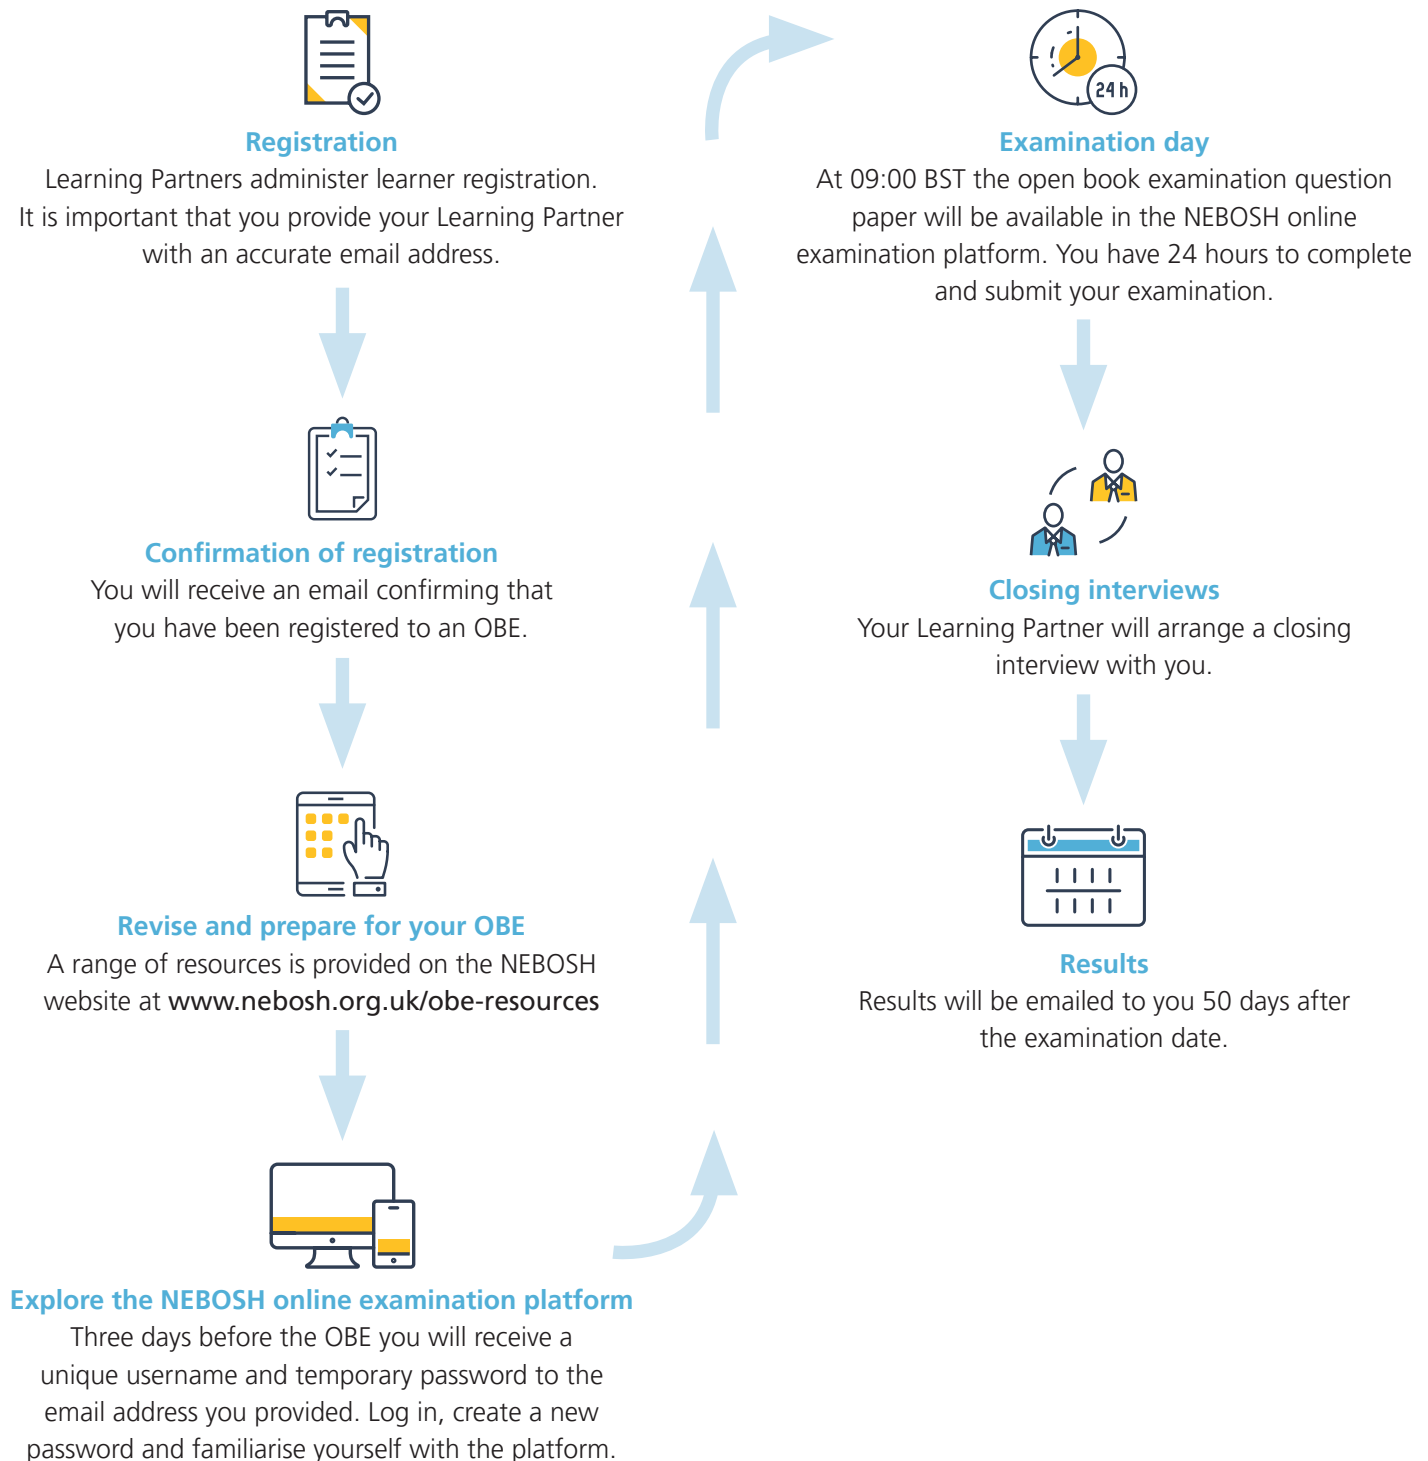 Registration
Learning Partners administer learner registration.
It is important that you provide your Learning Partner
with an accurate email address.
Confirmation of registration
You will receive an email confirming that
you have been registered to an OBE.
Revise and prepare for your OBE
A range of resources is provided on the NEBOSH
website at www.nebosh.org.uk/obe-resources
Explore the NEBOSH online examination platform
Three days before the OBE you will receive a
unique username and temporary password to the
email address you provided. Log in, create a new
password and familiarise yourself with the platform.
24 h
Examination day
At 09:00 BST the open book examination question
paper will be available in the NEBOSH online
examination platform. You have 24 hours to complete
and submit your examination.
Closing interviews
Your Learning Partner will arrange a closing
interview with you.
Results
Results will be emailed to you 50 days after
the examination date.